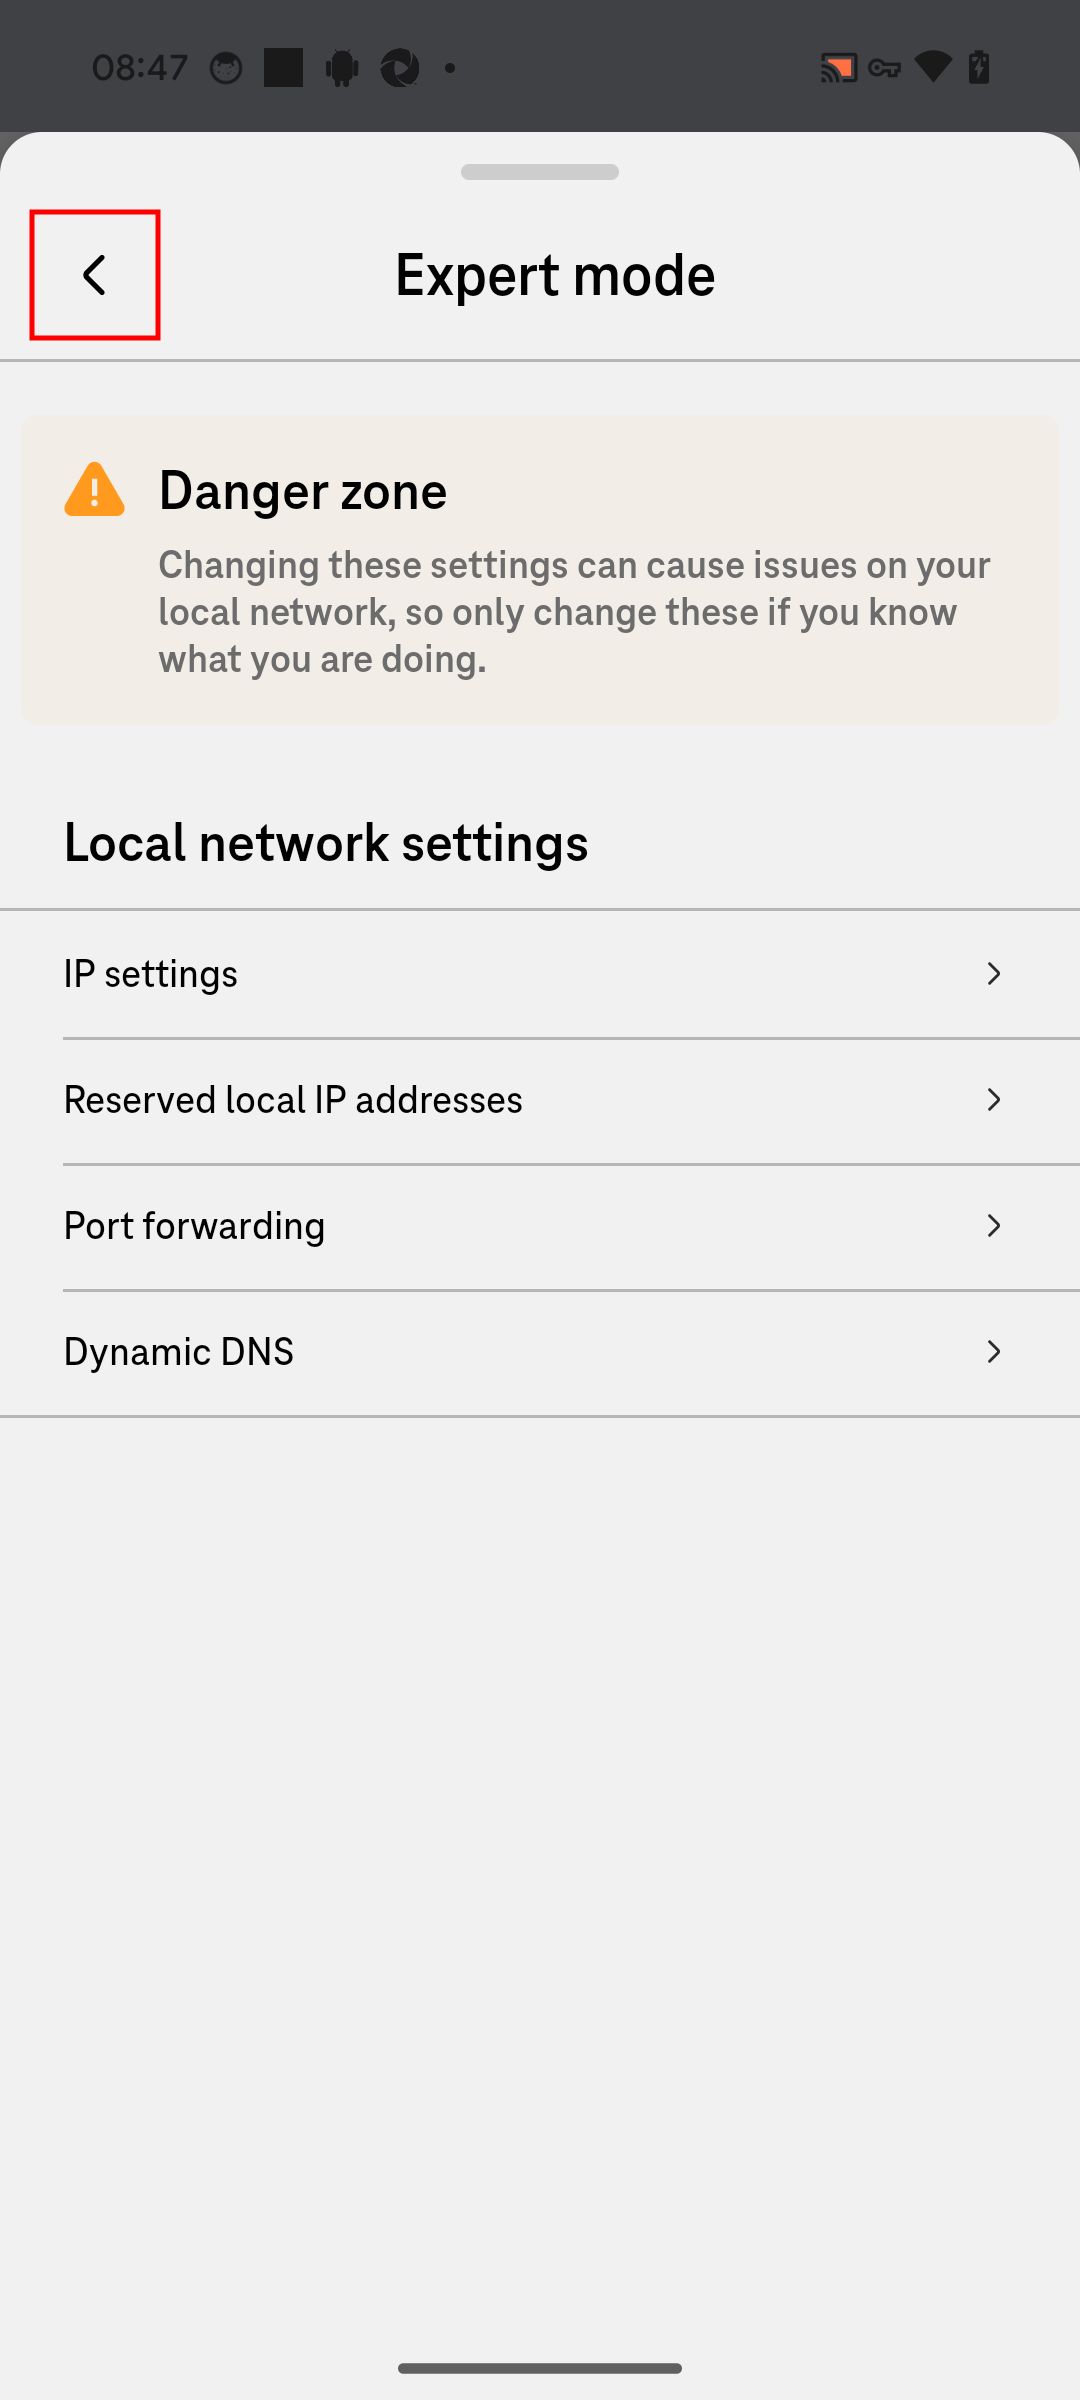 08:47
Expert mode
Danger zone
Changing these settings can cause issues on your
local network, so only change these if you know
what you are doing.
Local network settings
IP settings
Reserved local IP addresses
Port forwarding
Dynamic DNS